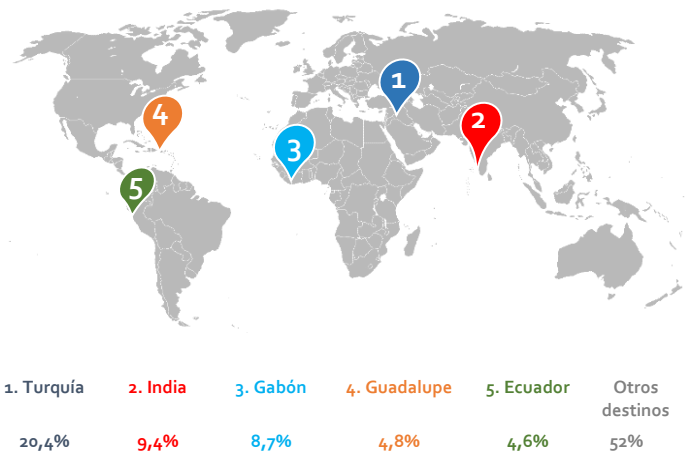 1
2
4
3
5
1. Turquía 2. India 3. Gabón 4. Guadalupe 5. Ecuador Otros
destinos
20,4% 9,4% 8,7% 4,8% 4,6% 52%